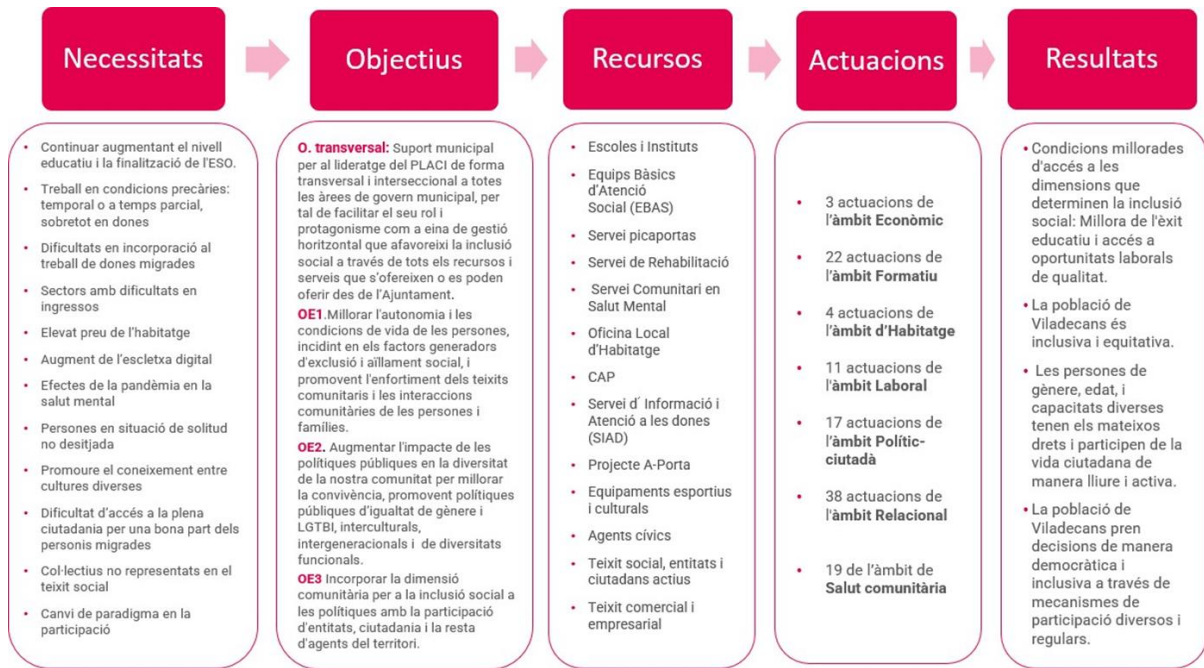 Necessitats
Continuar augmentant el nivell
educatiu i la finalització de l'ESO.
Treball en condicions precàries:
temporal o a temps parcial,
sobretot en dones
Dificultats en incorporació al
treball de dones migrades
Sectors amb dificultats en
ingressos
Elevat preu de l'habitatge
Augment de l'escletxa digital
Efectes de la pandèmia en la
salut mental
Persones en situació de solitud
no desitjada
Promoure el coneixement entre
cultures diverses
Dificultat d'accés a la plena
ciutadania per una bona part dels
personis migrades
Col·lectius no representats en el
teixit social
Canvi de paradigma en la
participació
Objectius
O. transversal: Suport municipal
per al lideratge del PLACI de forma
transversal i interseccional a totes
les àrees de govern municipal, per
tal de facilitar el seu rol i
protagonisme com a eina de gestió
horitzontal que afavoreixi la inclusió
social a través de tots els recursos i
serveis que s'ofereixen o es poden
oferir des de l'Ajuntament.
OE1.Millorar l'autonomia i les
condicions de vida de les persones,
incidint en els factors generadors
d'exclusió i aïllament social, i
promovent l'enfortiment dels teixits
comunitaris i les interaccions
comunitàries de les persones i
famílies.
OE2. Augmentar l'impacte de les
polítiques públiques en la diversitat
de la nostra comunitat per millorar
la convivència, promovent polítiques
públiques d'igualtat de gènere i
LGTBI, interculturals,
intergeneracionals i de diversitats
funcionals.
OE3 Incorporar la dimensió
comunitària per a la inclusió social a
les polítiques amb la participació
d'entitats, ciutadania i la resta
d'agents del territori.
Recursos
Escoles i Instituts
Equips Bàsics
d'Atenció
Social (EBAS)
Servei picaportas
Servei de Rehabilitació
Servei Comunitari en
Salut Mental
Oficina Local
d'Habitatge
CAP
Servei d´ Informació i
Atenció a les dones
(SIAD)
Projecte A-Porta
Equipaments esportius
i culturals
Agents cívics
Teixit social, entitats i
ciutadans actius
Teixit comercial i
empresarial
Actuacions
3 actuacions de
l'àmbit Econòmic
22 actuacions de
l'àmbit Formatiu
4 actuacions de
l'àmbit d'Habitatge
11 actuacions de
l'àmbit Laboral
17 actuacions de
l'àmbit Polític-
ciutadà
38 actuacions de
l'àmbit Relacional
19 de l'àmbit de
Salut comunitària
Resultats
Condicions millorades
d'accés a les
dimensions que
determinen la inclusió
social: Millora de l'èxit
educatiu i accés a
oportunitats laborals
de qualitat.
La població de
Viladecans és
inclusiva i equitativa.
Les persones de
gènere, edat, i
capacitats diverses
tenen els mateixos
drets i participen de la
vida ciutadana de
manera lliure i activa.
La població de
Viladecans pren
decisions de manera
democràtica i
inclusiva a través de
mecanismes de
participació diversos i
regulars.